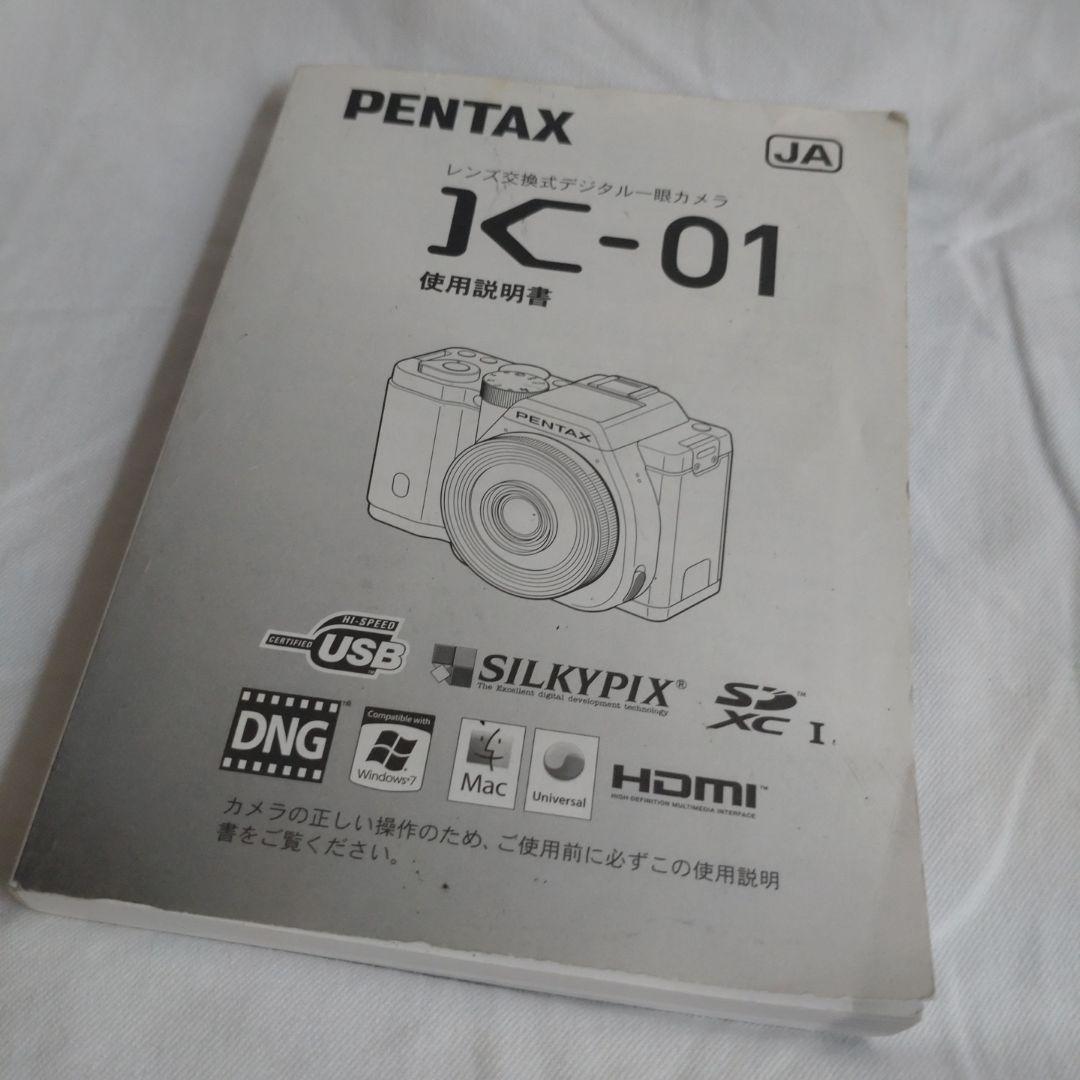 PENTAX
JA
レンズ交換式デジタル一眼カメラ
K-01
使用説明書
PENTAX
HI-SPEED
CERTIFIED
USB
SILKYPIX®
The Excellent digital development technology
SD™
XC I
DNG™
Compatible with
Windows®7
Mac
Universal
HDMI™
HIGH-DEFINITION MULTIMEDIA INTERFACE
カメラの正しい操作のため、ご使用前に必ずこの使用説明
書をご覧ください。